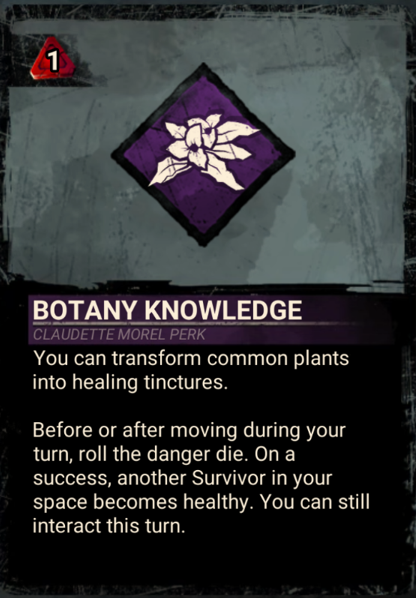 1
BOTANY KNOWLEDGE
CLAUDETTE MOREL PERK
You can transform common plants
into healing tinctures.
Before or after moving during your
turn, roll the danger die. On a
success, another Survivor in your
space becomes healthy. You can still
interact this turn.